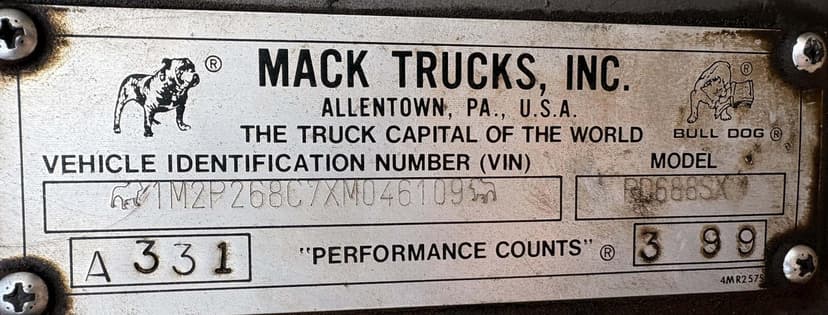 MACK TRUCKS, INC.
ALLENTOWN, PA., U.S.A.
THE TRUCK CAPITAL OF THE WORLD
BULL DOG ®
VEHICLE IDENTIFICATION NUMBER (VIN)
MODEL
1M2P268C7XM046109
RD688SX
A 331
"PERFORMANCE COUNTS" ®
3 99
4MR2575